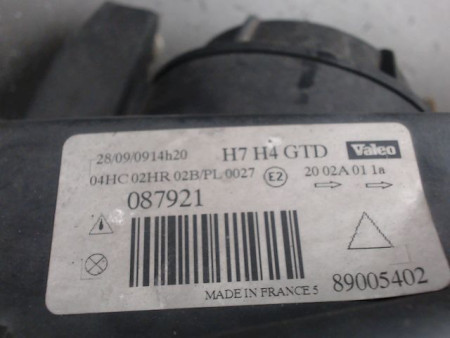 28/09/0914h20 H7 H4 GTD Valeo
04HC 02HR 02B/PL 0027 E2 20 02A 01 1a
087921
MADE IN FRANCE 5 89005402